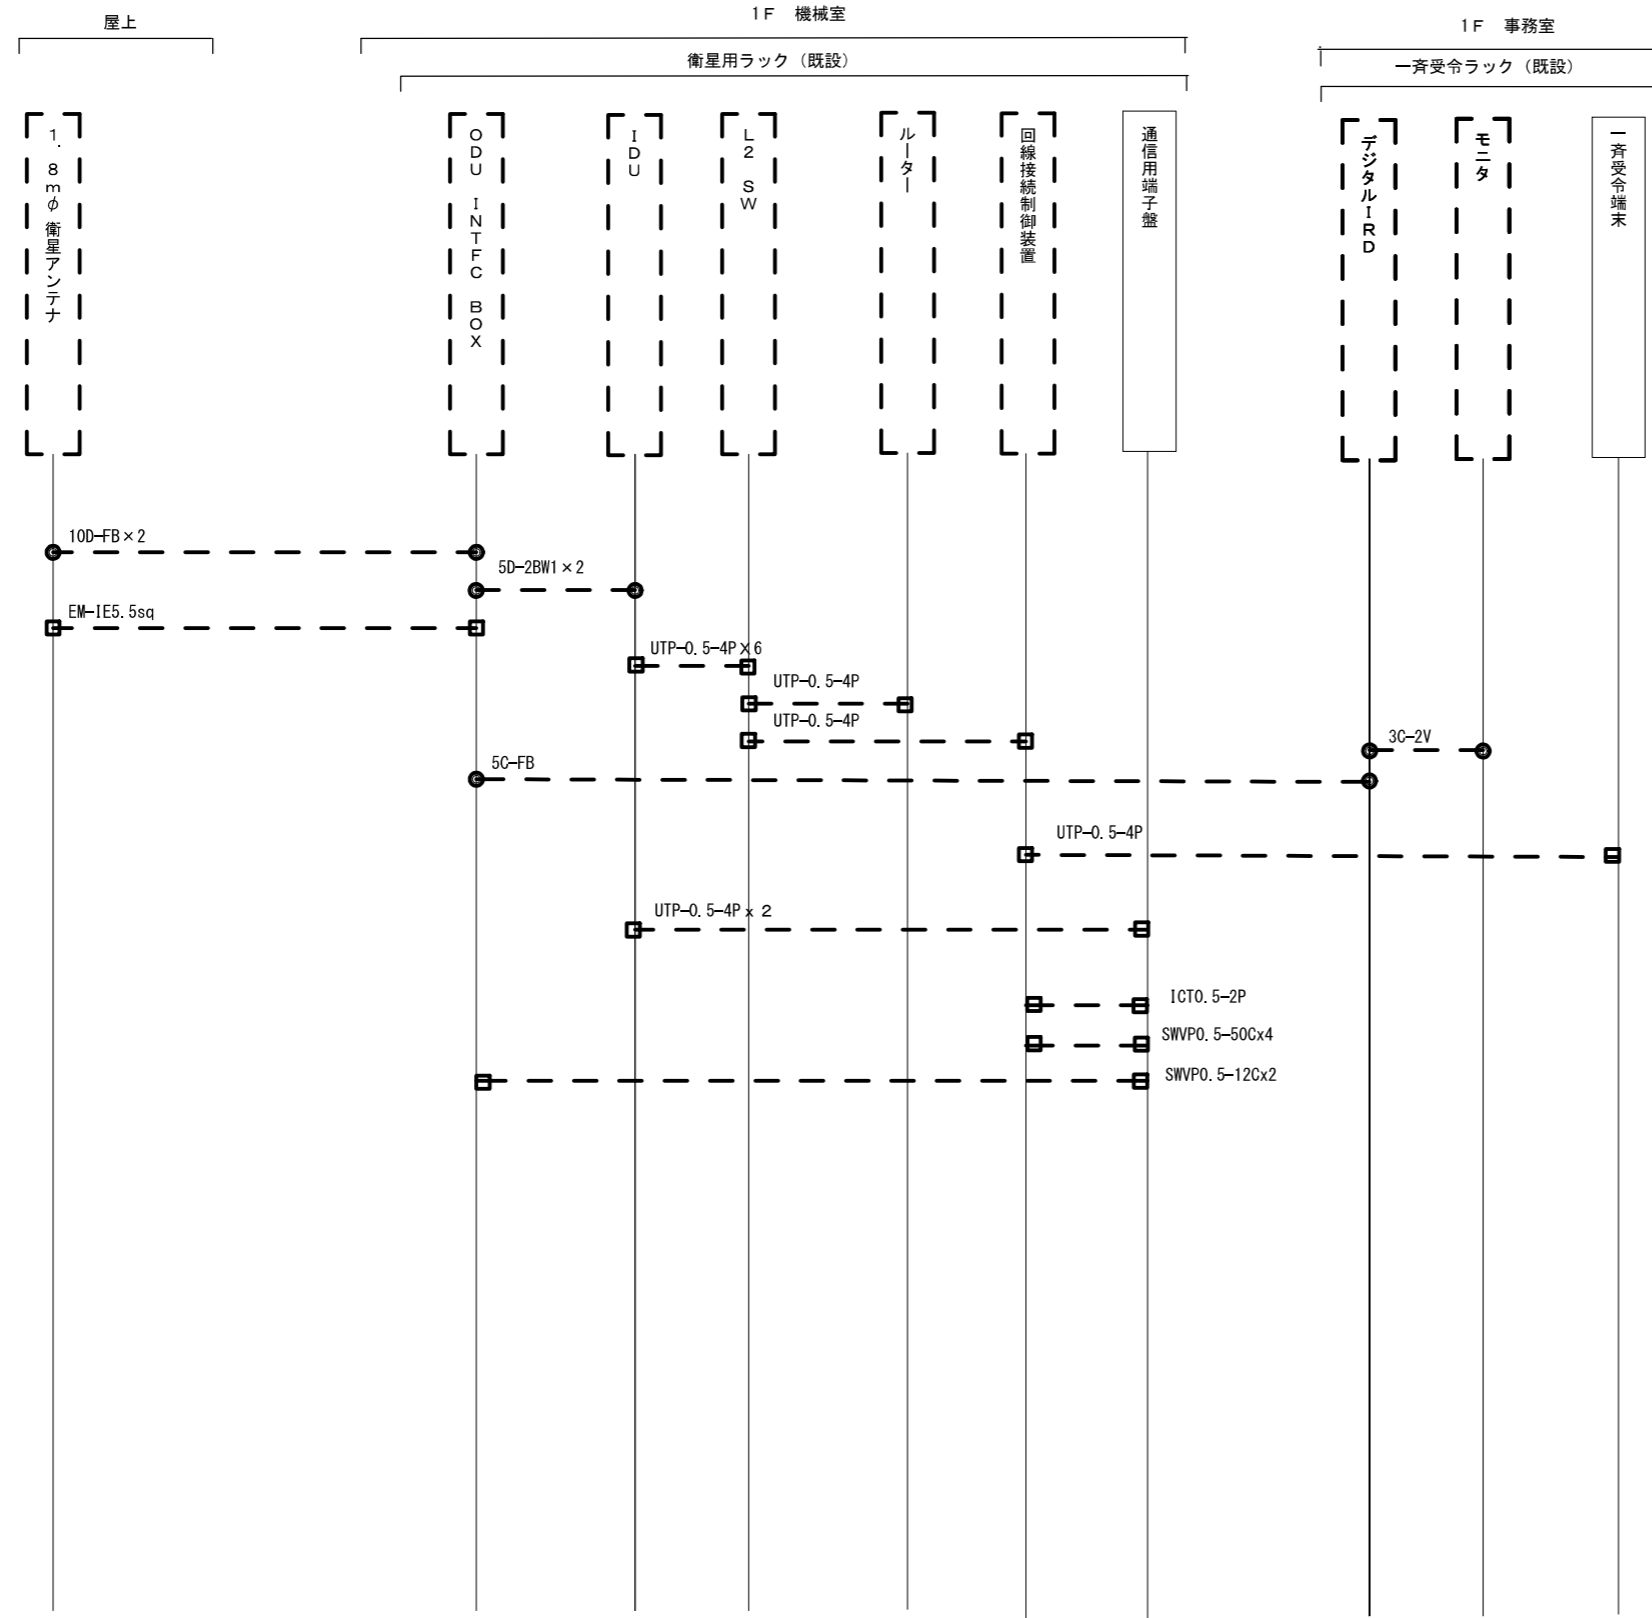 屋上
1F 機械室
1F 事務室
衛星用ラック（既設）
一斉受令ラック（既設）
1．8mφ 衛星アンテナ
ODU INTFC BOX
IDU
L2 SW
ルーター
回線接続制御装置
通信用端子盤
デジタルIRD
モニタ
一斉受令端末
10D-FB×2
5D-2BW1×2
EM-IE5.5sq
UTP-0.5-4P×6
UTP-0.5-4P
UTP-0.5-4P
3C-2V
5C-FB
UTP-0.5-4P
UTP-0.5-4Px 2
ICT0.5-2P
SWVP0.5-50Cx4
SWVP0.5-12Cx2